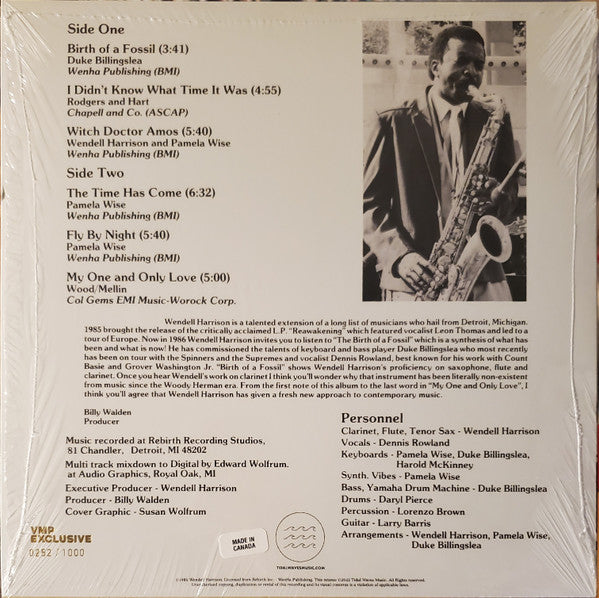 Side One
Birth of a Fossil (3:41)
Duke Billingslea
Wenha Publishing (BMI)
I Didn't Know What Time It Was (4:55)
Rodgers and Hart
Chapell and Co. (ASCAP)
Witch Doctor Amos (5:40)
Wendell Harrison and Pamela Wise
Wenha Publishing (BMI)
Side Two
The Time Has Come (6:32)
Pamela Wise
Wenha Publishing (BMI)
Fly By Night (5:40)
Pamela Wise
Wenha Publishing (BMI)
My One and Only Love (5:00)
Wood/Mellin
Col Gems EMI Music-Worock Corp.
Wendell Harrison is a talented extension of a long list of musicians who hail from Detroit, Michigan.
1985 brought the release of the critically acclaimed L.P. "Reawakening" which featured vocalist Leon Thomas and led to a
tour of Europe. Now in 1986 Wendell Harrison invites you to listen to "The Birth of a Fossil" which is a synthesis of what has
been and what is now! He has commissioned the talents of keyboard and bass player Duke Billingslea who most recently
has been on tour with the Spinners and the Supremes and vocalist Dennis Rowland, best known for his work with Count
Basie and Grover Washington Jr. "Birth of a Fossil" shows Wendell Harrison's proficiency on saxophone, flute and
clarinet. Once you hear Wendell's work on clarinet I think you'll wonder why that instrument has been literally non-existent
from music since the Woody Herman era. From the first note of this album to the last word in "My One and Only Love", I
think you'll agree that Wendell Harrison has given a fresh new approach to contemporary music.
Billy Walden
Producer
Music recorded at Rebirth Recording Studios,
81 Chandler, Detroit, MI 48202
Multi track mixdown to Digital by Edward Wolfrum.
at Audio Graphics, Royal Oak, MI
Executive Producer - Wendell Harrison
Producer - Billy Walden
Cover Graphic - Susan Wolfrum
Personnel
Clarinet, Flute, Tenor Sax - Wendell Harrison
Vocals - Dennis Rowland
Keyboards - Pamela Wise, Duke Billingslea,
Harold McKinney
Synth. Vibes - Pamela Wise
Bass, Yamaha Drum Machine - Duke Billingslea
Drums - Daryl Pierce
Percussion - Lorenzo Brown
Guitar - Larry Barris
Arrangements - Wendell Harrison, Pamela Wise,
Duke Billingslea
VMP
EXCLUSIVE
0292 / 1000
MADE IN
CANADA
TIDALWAVESMUSIC.COM